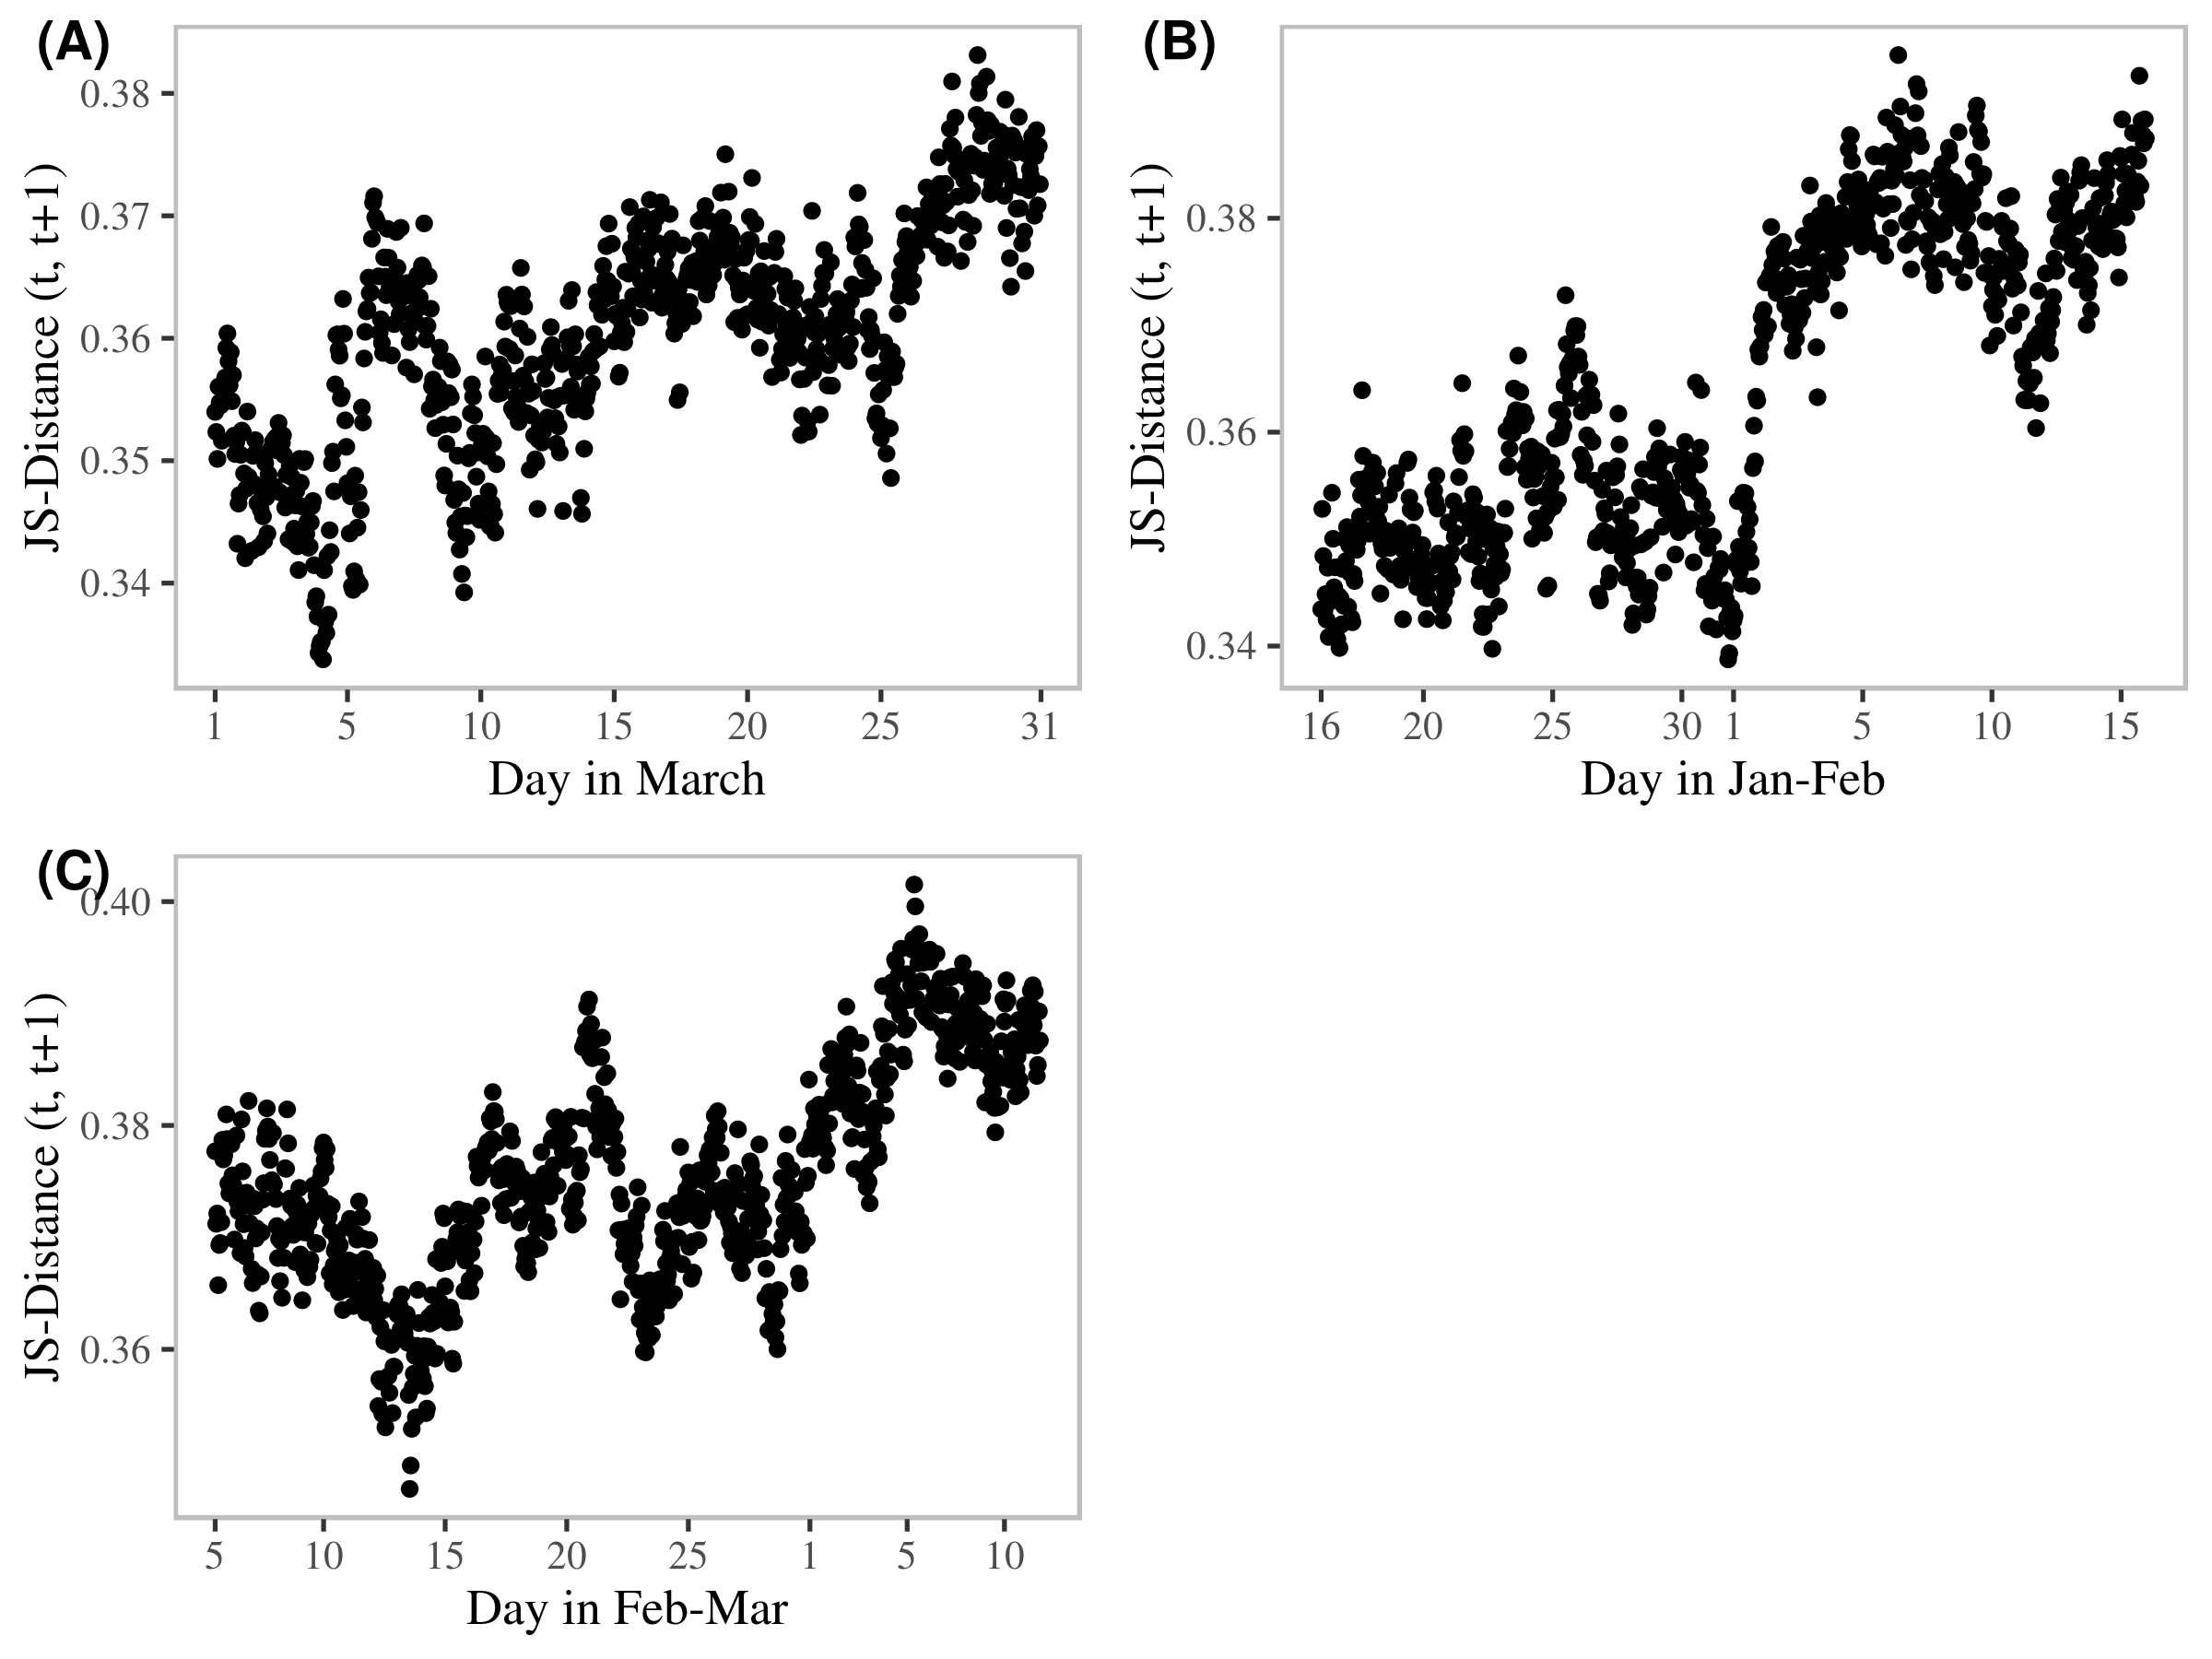 (A)
JS-Distance (t, t+1)
0.38
0.37
0.36
0.35
0.34
1 5 10 15 20 25 31
Day in March
(B)
JS-Distance (t, t+1)
0.38
0.36
0.34
16 20 25 30 1 5 10 15
Day in Jan-Feb
(C)
JS-Distance (t, t+1)
0.40
0.38
0.36
5 10 15 20 25 1 5 10
Day in Feb-Mar